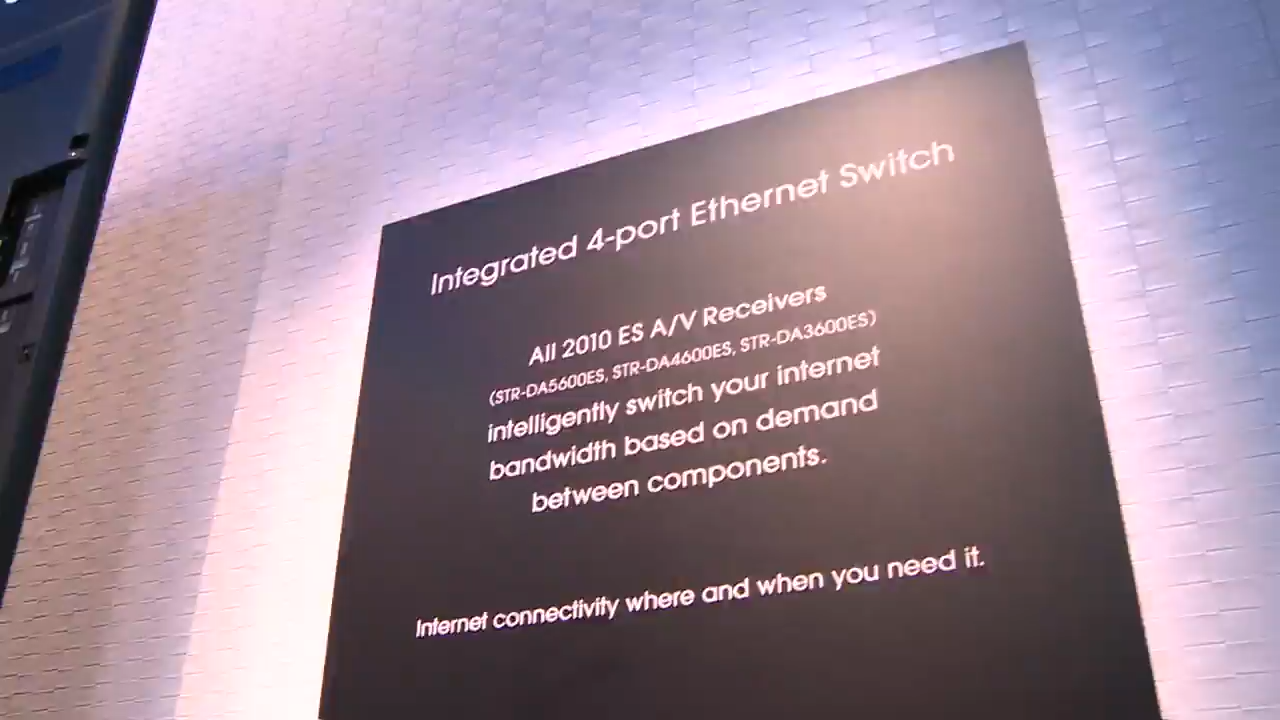 Integrated 4-port Ethernet Switch
All 2010 ES A/V Receivers
(STR-DA5600ES, STR-DA4600ES, STR-DA3600ES)
intelligently switch your internet
bandwidth based on demand
between components.
Internet connectivity where and when you need it.